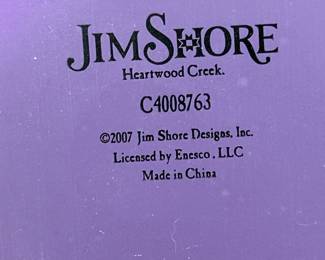 JIM SHORE
Heartwood Creek.
C4008763
©2007 Jim Shore Designs, Inc.
Licensed by Enesco, LLC
Made in China